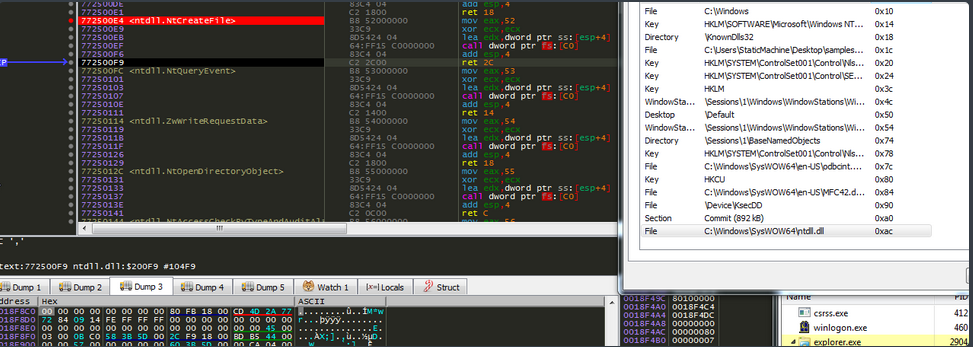 772500DE 83C4 04 add esp,4
772500E1 C2 1800 ret 18
772500E4 <ntdll.NtCreateFile> B8 52000000 mov eax,52
772500E9 33C9 xor ecx,ecx
772500EB 8D5424 04 lea edx,dword ptr ss:[esp+4]
772500EF 64:FF15 C0000000 call dword ptr fs:[C0]
772500F6 83C4 04 add esp,4
772500F9 C2 2C00 ret 2C
772500FC <ntdll.NtQueryEvent> B8 53000000 mov eax,53
77250101 33C9 xor ecx,ecx
77250103 8D5424 04 lea edx,dword ptr ss:[esp+4]
77250107 64:FF15 C0000000 call dword ptr fs:[C0]
7725010E 83C4 04 add esp,4
77250111 C2 1400 ret 14
77250114 <ntdll.ZwWriteRequestData> B8 54000000 mov eax,54
77250119 33C9 xor ecx,ecx
7725011B 8D5424 04 lea edx,dword ptr ss:[esp+4]
7725011F 64:FF15 C0000000 call dword ptr fs:[C0]
77250126 83C4 04 add esp,4
77250129 C2 1800 ret 18
7725012C <ntdll.NtOpenDirectoryObject> B8 55000000 mov eax,55
77250131 33C9 xor ecx,ecx
77250133 8D5424 04 lea edx,dword ptr ss:[esp+4]
77250137 64:FF15 C0000000 call dword ptr fs:[C0]
7725013E 83C4 04 add esp,4
77250141 C2 0C00 ret C
File C:\Windows 0x10
Key HKLM\SOFTWARE\Microsoft\Windows NT... 0x14
Directory \KnownDlls32 0x18
File C:\Users\StaticMachine\Desktop\samples... 0x1c
Key HKLM\SYSTEM\ControlSet001\Control\Nls... 0x20
Key HKLM\SYSTEM\ControlSet001\Control\SE... 0x24
Key HKLM 0x3c
WindowSta... \Sessions\1\Windows\WindowStations\Wi... 0x4c
Desktop \Default 0x50
WindowSta... \Sessions\1\Windows\WindowStations\Wi... 0x54
Directory \Sessions\1\BaseNamedObjects 0x74
Key HKLM\SYSTEM\ControlSet001\Control\Nls... 0x78
File C:\Windows\SysWOW64\en-US\pdbcint... 0x7c
Key HKCU 0x80
File C:\Windows\SysWOW64\en-US\MFC42.d... 0x84
File \Device\KsecDD 0x90
Section Commit (892 kB) 0xa0
File C:\Windows\SysWOW64\ntdll.dll 0xac
text:772500F9 ntdll.dll:$200F9 #104F9
Dump 1 Dump 2 Dump 3 Dump 4 Dump 5 Watch 1 Locals Struct
ddress Hex ASCII
0018F49C 80100000
0018F4A0
0018F4A4
0018F4A8 00000000
0018F4AC 00000080
0018F4B0 00000007
Name PID
csrss.exe 412
winlogon.exe 460
explorer.exe 2904